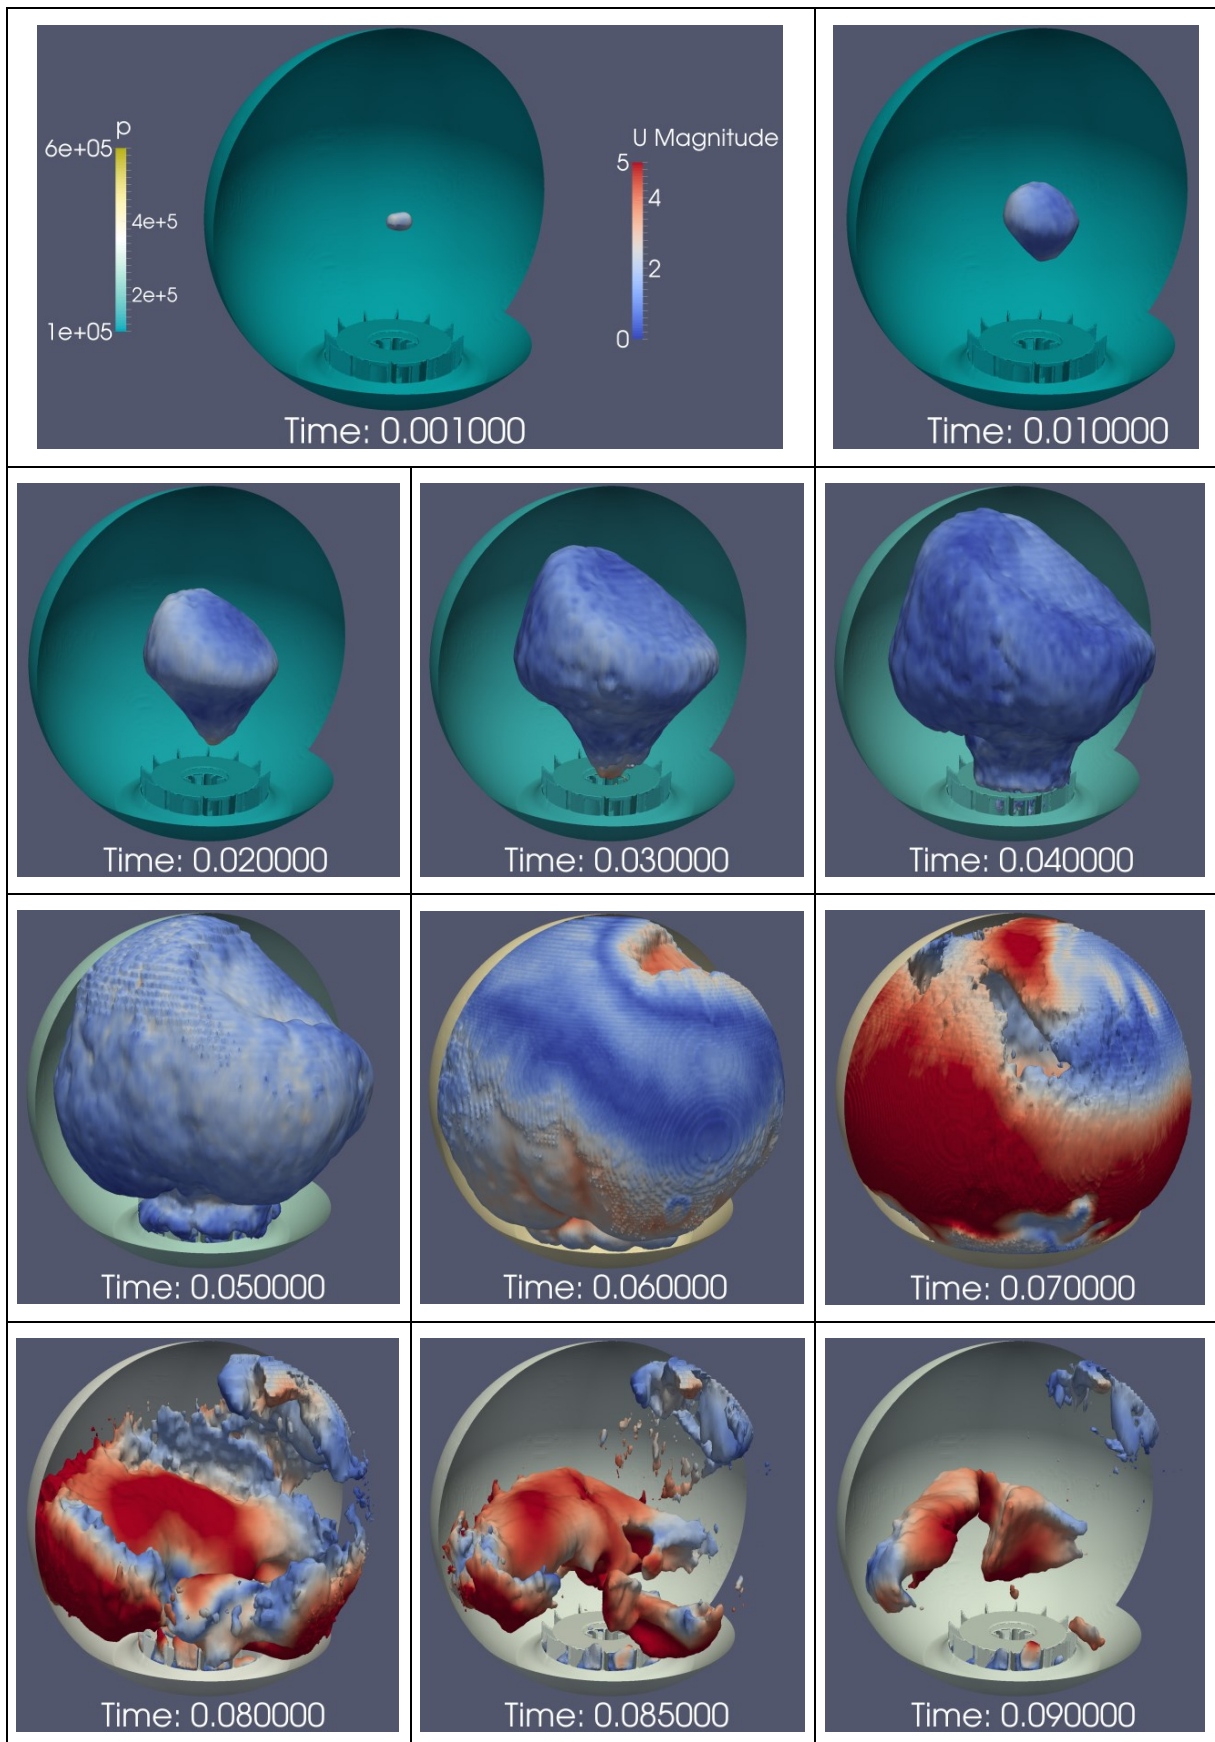 p
6e+05
4e+5
2e+5
1e+05
U Magnitude
5
4
2
0
Time: 0.001000
Time: 0.010000
Time: 0.020000
Time: 0.030000
Time: 0.040000
Time: 0.050000
Time: 0.060000
Time: 0.070000
Time: 0.080000
Time: 0.085000
Time: 0.090000